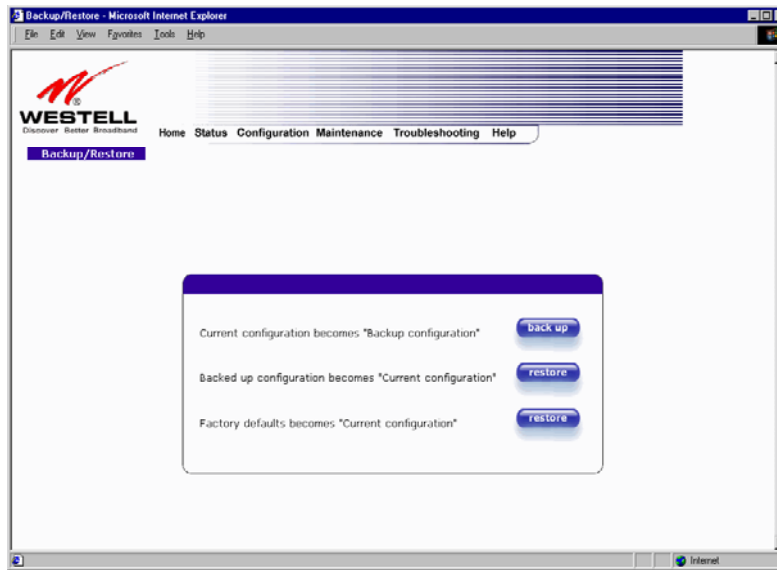 Backup/Restore - Microsoft Internet Explorer
File Edit View Favorites Tools Help
WESTELL
®
Discover Better Broadband
Home Status Configuration Maintenance Troubleshooting Help
Backup/Restore
Current configuration becomes "Backup configuration"
back up
Backed up configuration becomes "Current configuration"
restore
Factory defaults becomes "Current configuration"
restore
Internet